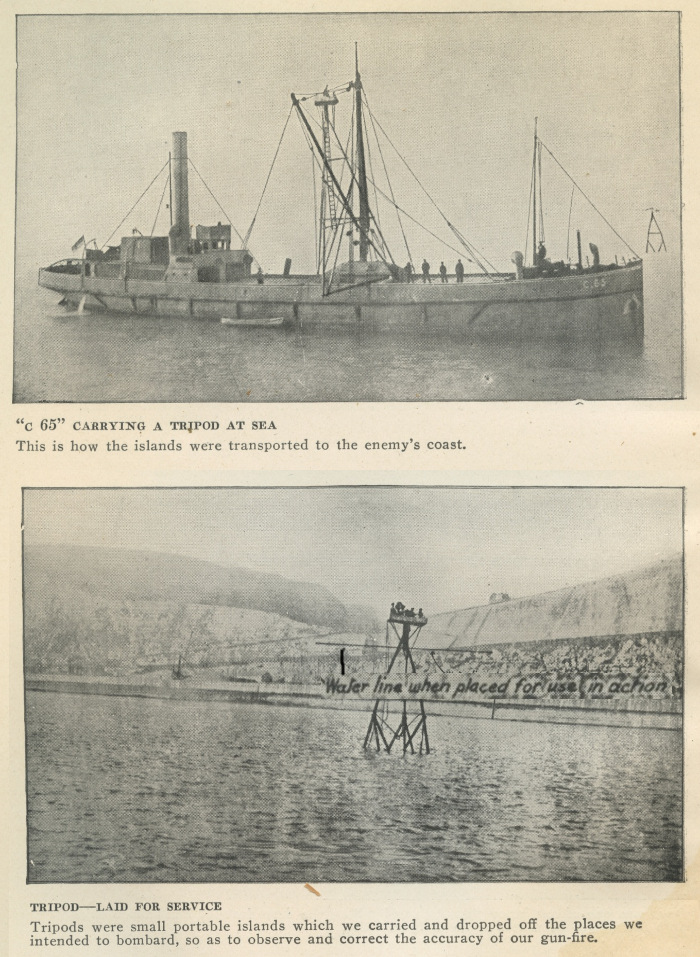 C 65
"C 65" CARRYING A TRIPOD AT SEA
This is how the islands were transported to the enemy's coast.
Water line when placed for use in action
TRIPOD—LAID FOR SERVICE
Tripods were small portable islands which we carried and dropped off the places we
intended to bombard, so as to observe and correct the accuracy of our gun-fire.